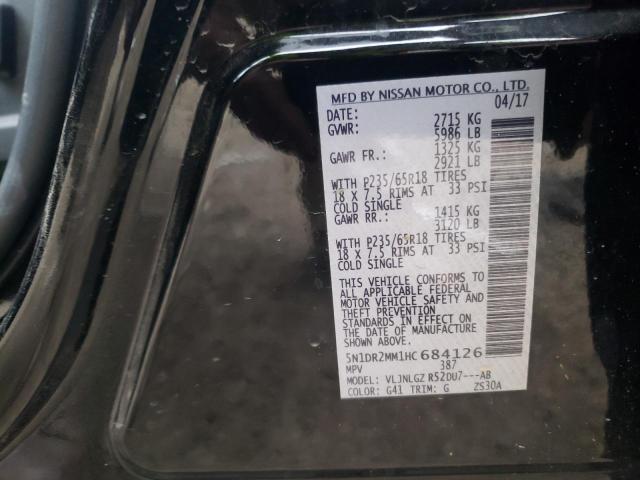 MFD BY NISSAN MOTOR CO., LTD.
DATE: 04/17
GVWR: 2715 KG
5986 LB
GAWR FR.: 1325 KG
2921 LB
WITH P235/65R18 TIRES
18 X 7.5 RIMS AT 33 PSI
COLD SINGLE
GAWR RR.: 1415 KG
3120 LB
WITH P235/65R18 TIRES
18 X 7.5 RIMS AT 33 PSI
COLD SINGLE
THIS VEHICLE CONFORMS TO
ALL APPLICABLE FEDERAL
MOTOR VEHICLE SAFETY AND
THEFT PREVENTION
STANDARDS IN EFFECT ON THE
DATE OF MFR. SHOWN ABOVE.
5N1DR2MM1HC684126
MPV 387
MODEL: VLJNLGZ R52DU7---AB
COLOR: G41 TRIM: G ZS30A